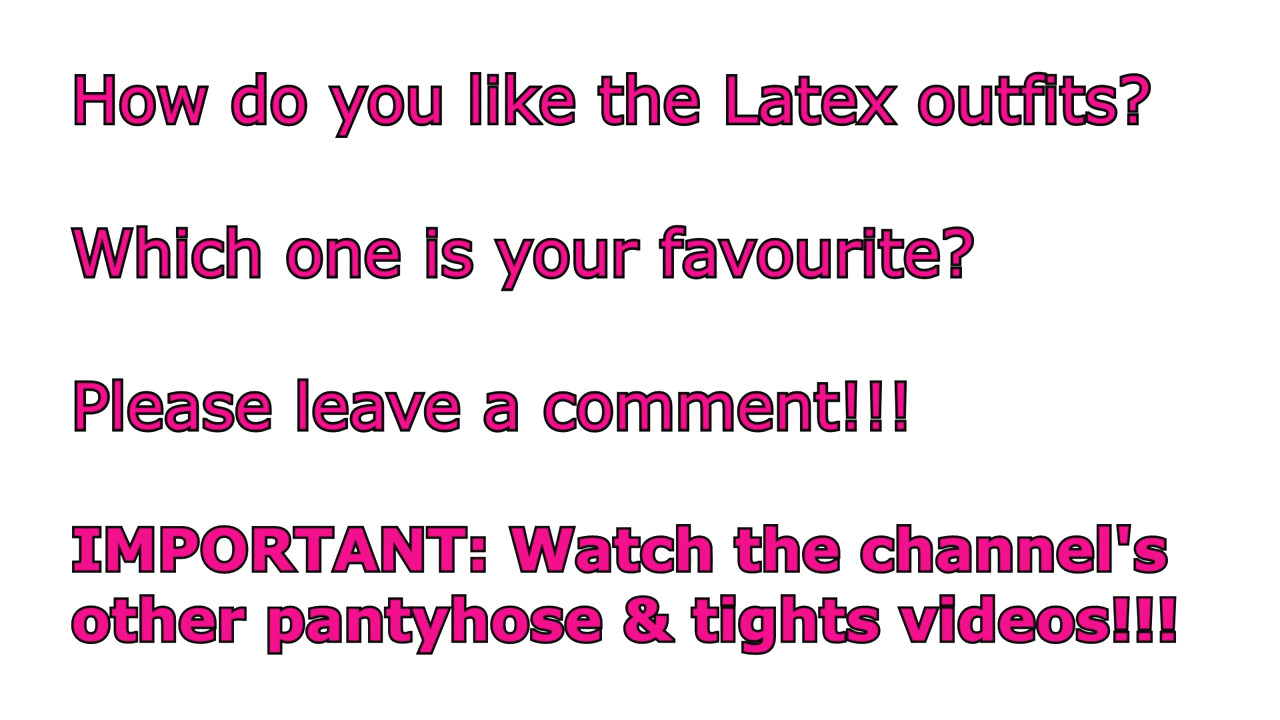 How do you like the Latex outfits?
Which one is your favourite?
Please leave a comment!!!
IMPORTANT: Watch the channel's
other pantyhose & tights videos!!!